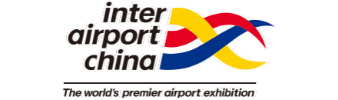 inter
airport
china
The world's premier airport exhibition